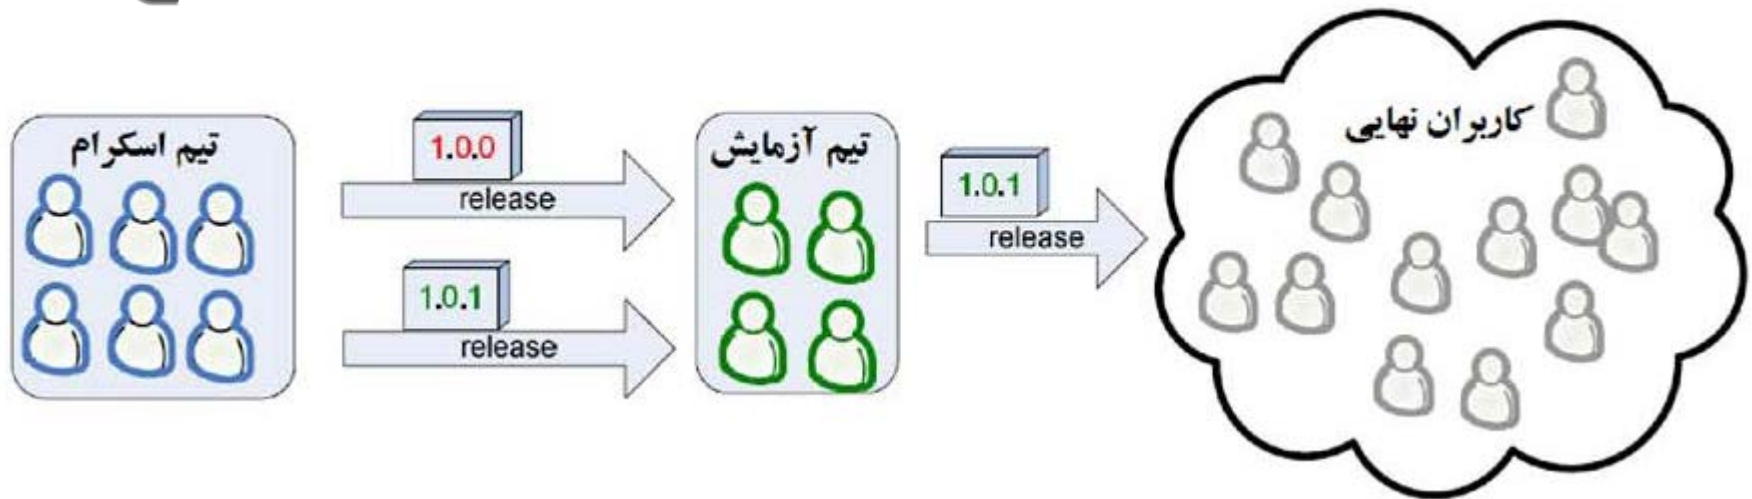 تیم اسکرام
1.0.0
release
1.0.1
release
تیم آزمایش
1.0.1
release
کاربران نهایی